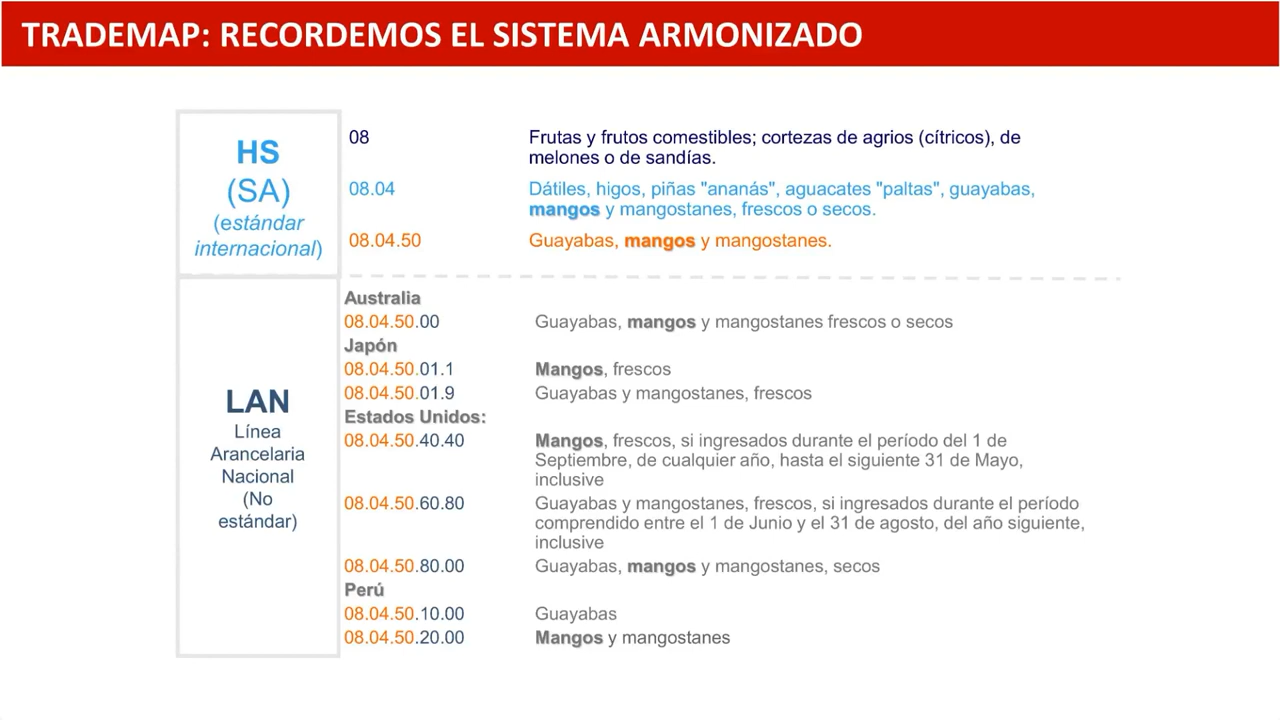 TRADEMAP: RECORDEMOS EL SISTEMA ARMONIZADO
HS
(SA)
(estándar
internacional)
08
Frutas y frutos comestibles; cortezas de agrios (cítricos), de
melones o de sandías.
08.04
Dátiles, higos, piñas "ananás", aguacates "paltas", guayabas,
mangos y mangostanes, frescos o secos.
08.04.50
Guayabas, mangos y mangostanes.
LAN
Línea
Arancelaria
Nacional
(No
estándar)
Australia
08.04.50.00
Guayabas, mangos y mangostanes frescos o secos
Japón
08.04.50.01.1
Mangos, frescos
08.04.50.01.9
Guayabas y mangostanes, frescos
Estados Unidos:
08.04.50.40.40
Mangos, frescos, si ingresados durante el período del 1 de
Septiembre, de cualquier año, hasta el siguiente 31 de Mayo,
inclusive
08.04.50.60.80
Guayabas y mangostanes, frescos, si ingresados durante el período
comprendido entre el 1 de Junio y el 31 de agosto, del año siguiente,
inclusive
08.04.50.80.00
Guayabas, mangos y mangostanes, secos
Perú
08.04.50.10.00
Guayabas
08.04.50.20.00
Mangos y mangostanes